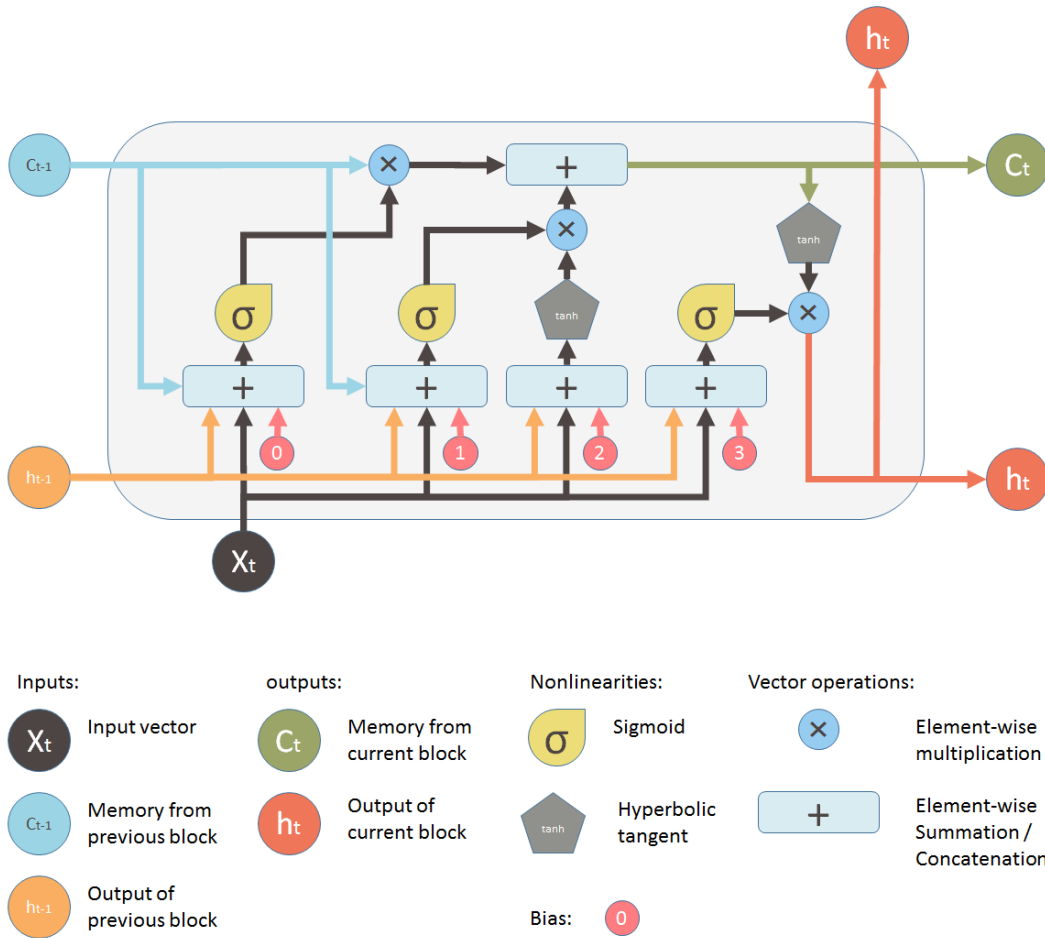 ht
Ct-1
×
+
Ct
×
tanh
σ
σ
tanh
σ
×
+
+
+
+
0
1
2
3
ht-1
ht
Xt
Inputs:
outputs:
Nonlinearities:
Vector operations:
Xt
Input vector
Ct
Memory from
current block
σ
Sigmoid
×
Element-wise
multiplication
Ct-1
Memory from
previous block
ht
Output of
current block
tanh
Hyperbolic
tangent
+
Element-wise
Summation /
Concatenation
ht-1
Output of
previous block
Bias:
0